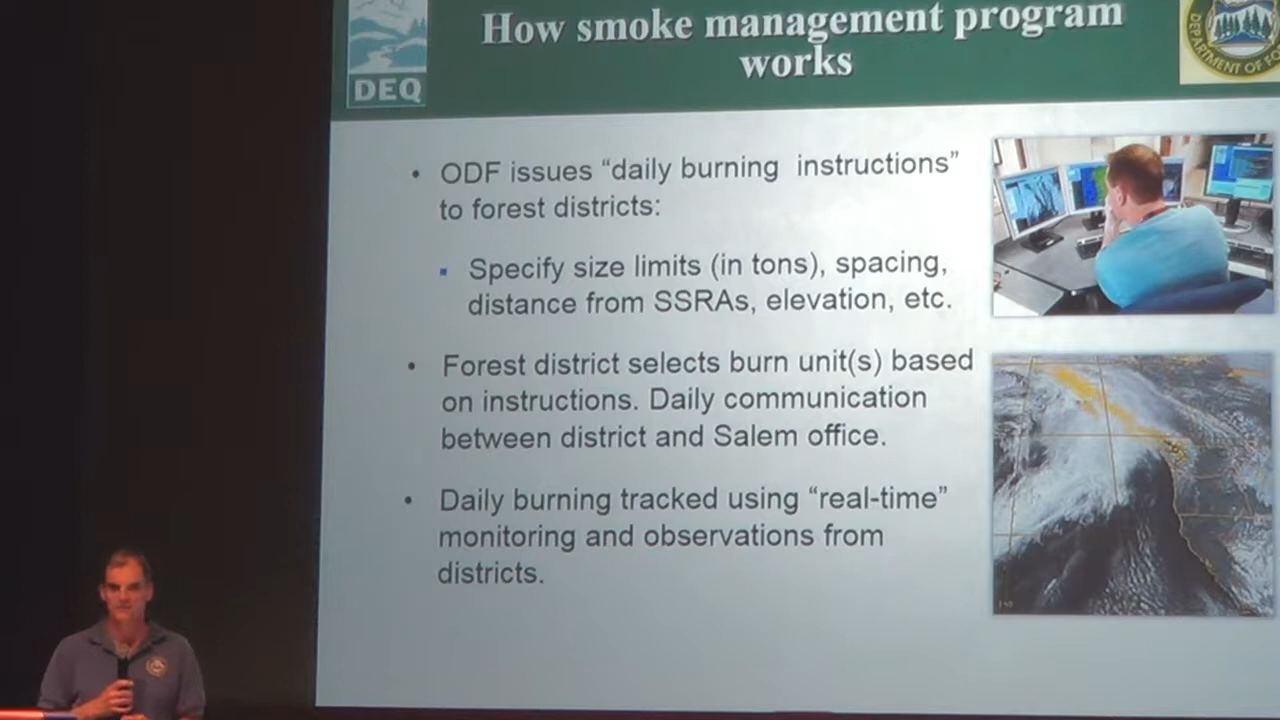 How smoke management program
works
DEQ
DEPARTMENT OF
• ODF issues “daily burning instructions”
to forest districts:
▪ Specify size limits (in tons), spacing,
distance from SSRAs, elevation, etc.
• Forest district selects burn unit(s) based
on instructions. Daily communication
between district and Salem office.
• Daily burning tracked using “real-time”
monitoring and observations from
districts.